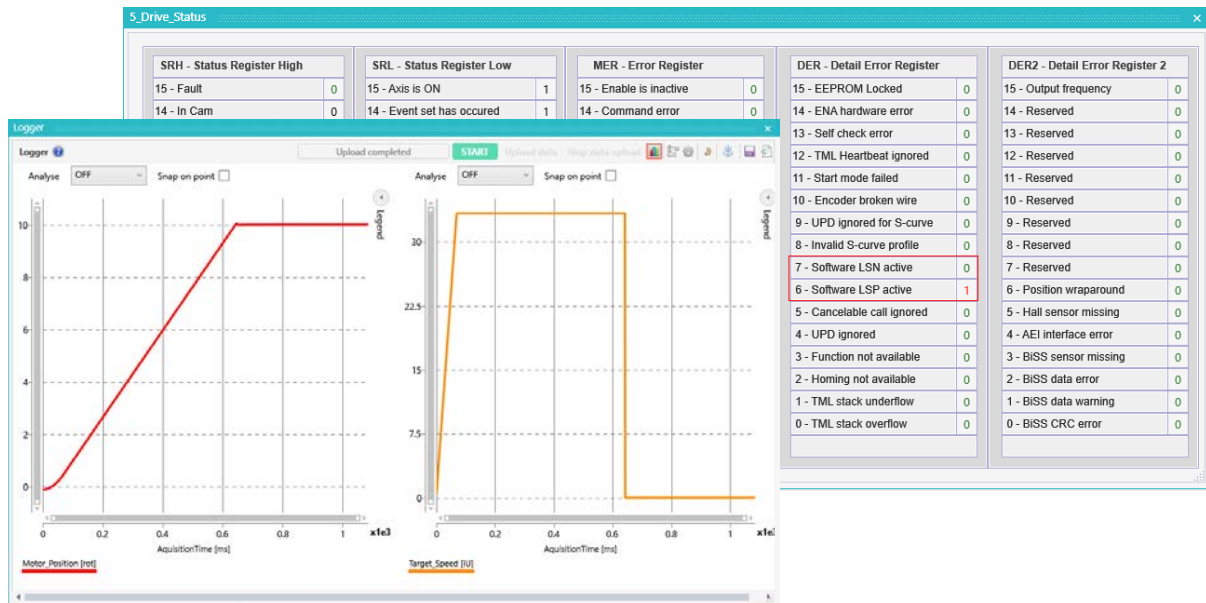 5_Drive_Status
SRH - Status Register High
15 - Fault 0
14 - In Cam 0
SRL - Status Register Low
15 - Axis is ON 1
14 - Event set has occured 1
MER - Error Register
15 - Enable is inactive 0
14 - Command error 0
DER - Detail Error Register
15 - EEPROM Locked 0
14 - ENA hardware error 0
13 - Self check error 0
12 - TML Heartbeat ignored 0
11 - Start mode failed 0
10 - Encoder broken wire 0
9 - UPD ignored for S-curve 0
8 - Invalid S-curve profile 0
7 - Software LSN active 0
6 - Software LSP active 1
5 - Cancelable call ignored 0
4 - UPD ignored 0
3 - Function not available 0
2 - Homing not available 0
1 - TML stack underflow 0
0 - TML stack overflow 0
DER2 - Detail Error Register 2
15 - Output frequency 0
14 - Reserved 0
13 - Reserved 0
12 - Reserved 0
11 - Reserved 0
10 - Reserved 0
9 - Reserved 0
8 - Reserved 0
7 - Reserved 0
6 - Position wraparound 0
5 - Hall sensor missing 0
4 - AEI interface error 0
3 - BiSS sensor missing 0
2 - BiSS data error 0
1 - BiSS data warning 0
0 - BiSS CRC error 0
Logger
Logger
Upload completed START Upload data Stop data upload
Analyse OFF Snap on point
Legend
10
8
6
4
2
0
0 0.2 0.4 0.6 0.8 1 x1e3
AquisitionTime [ms]
Motor_Position [rot]
Analyse OFF Snap on point
Legend
30
22.5
15
7.5
0
0 0.2 0.4 0.6 0.8 1 x1e3
AquisitionTime [ms]
Target_Speed [IU]